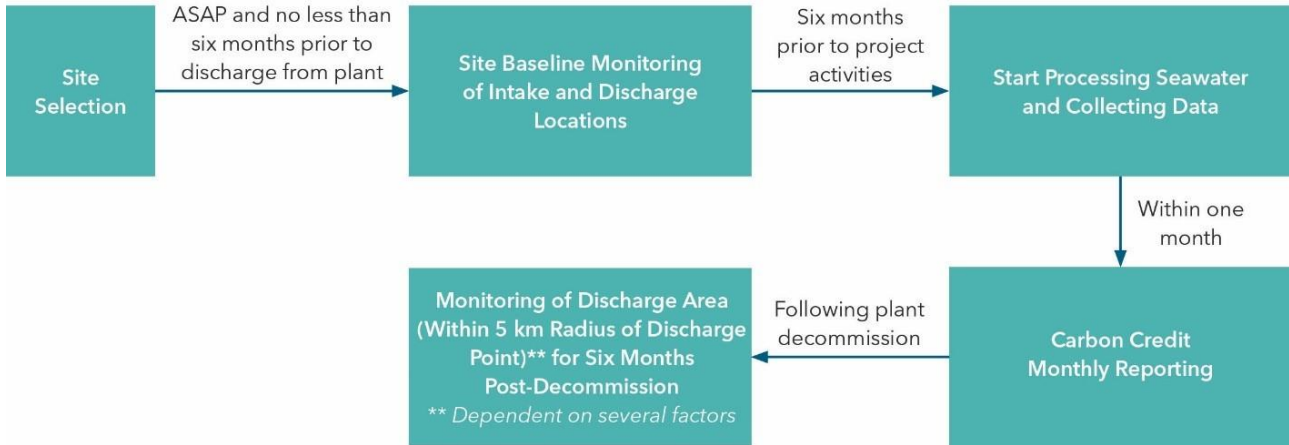 Site
Selection
ASAP and no less than
six months prior to
discharge from plant
Site Baseline Monitoring
of Intake and Discharge
Locations
Six months
prior to project
activities
Start Processing Seawater
and Collecting Data
Within one
month
Carbon Credit
Monthly Reporting
Following plant
decommission
Monitoring of Discharge Area
(Within 5 km Radius of Discharge
Point)** for Six Months
Post-Decommission
** Dependent on several factors